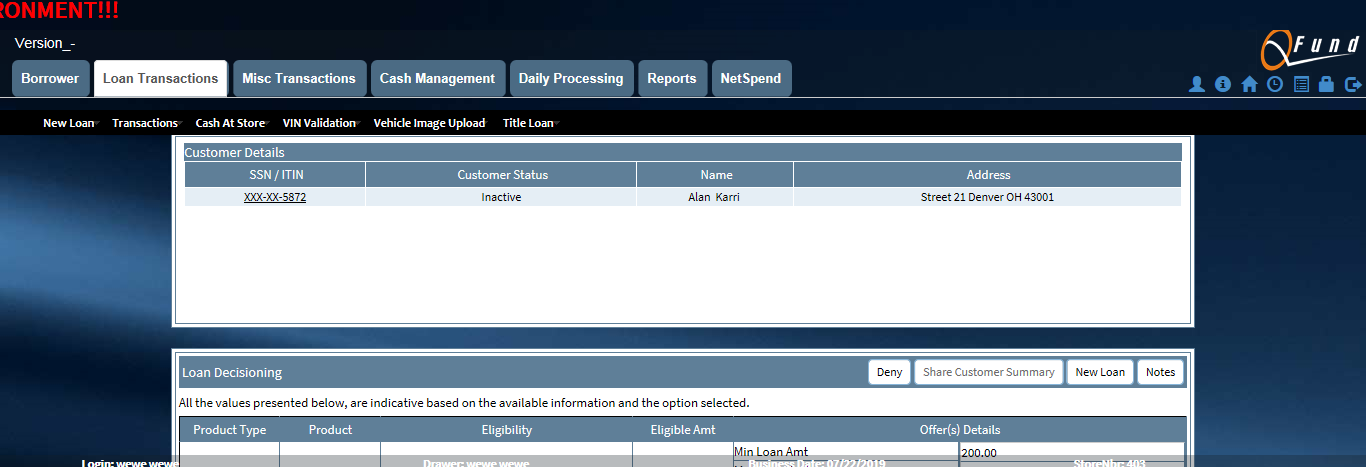 RONMENT!!!
Version_-
QFund
Borrower Loan Transactions Misc Transactions Cash Management Daily Processing Reports NetSpend
New Loan Transactions Cash At Store VIN Validation Vehicle Image Upload Title Loan
Customer Details
SSN / ITIN Customer Status Name Address
XXX-XX-5872 Inactive Alan Karri Street 21 Denver OH 43001
Loan Decisioning Deny Share Customer Summary New Loan Notes
All the values presented below, are indicative based on the available information and the option selected.
Product Type Product Eligibility Eligible Amt Offer(s) Details
Min Loan Amt 200.00
Login: wewe wewe Drawer: wewe wewe Business Date: 07/22/2019 StoreNbr: 403